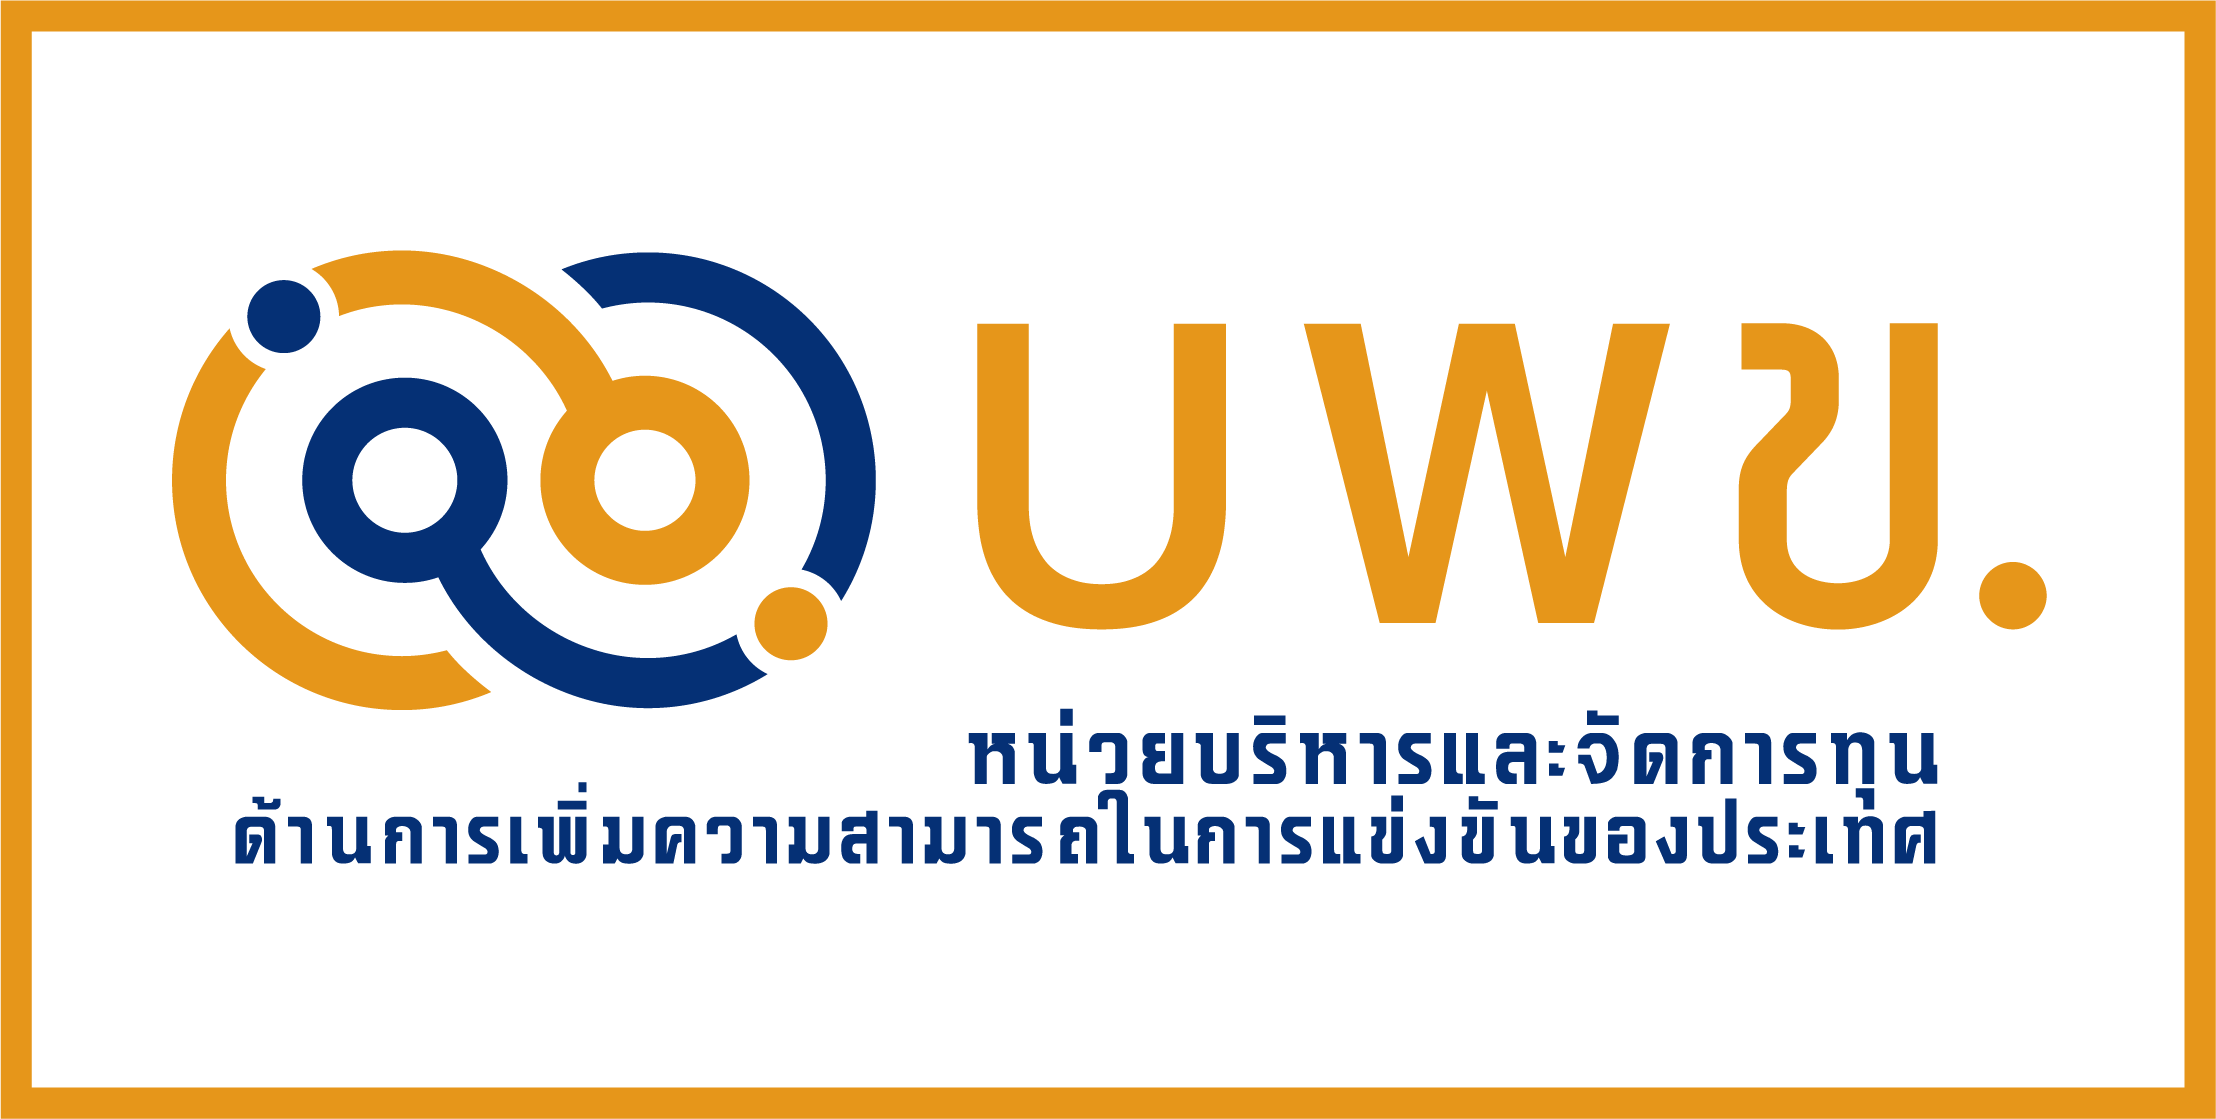 บพข.
หน่วยบริหารและจัดการทุน
ด้านการเพิ่มความสามารถในการแข่งขันของประเทศ